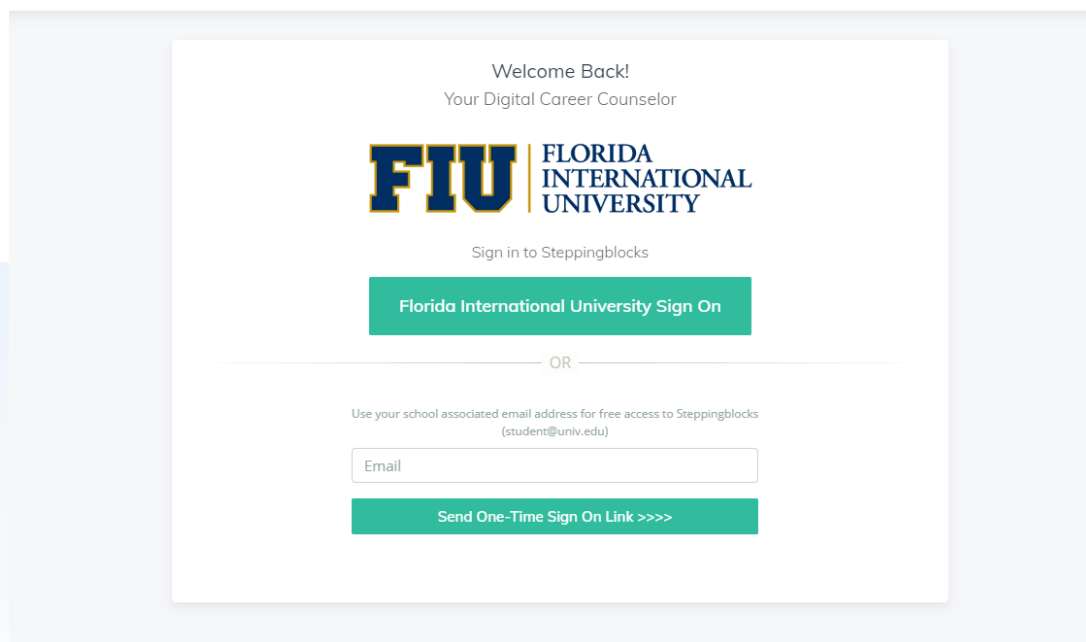 Welcome Back!
Your Digital Career Counselor
FIU
FLORIDA
INTERNATIONAL
UNIVERSITY
Sign in to Steppingblocks
Florida International University Sign On
OR
Use your school associated email address for free access to Steppingblocks
(student@univ.edu)
Email
Send One-Time Sign On Link >>>>